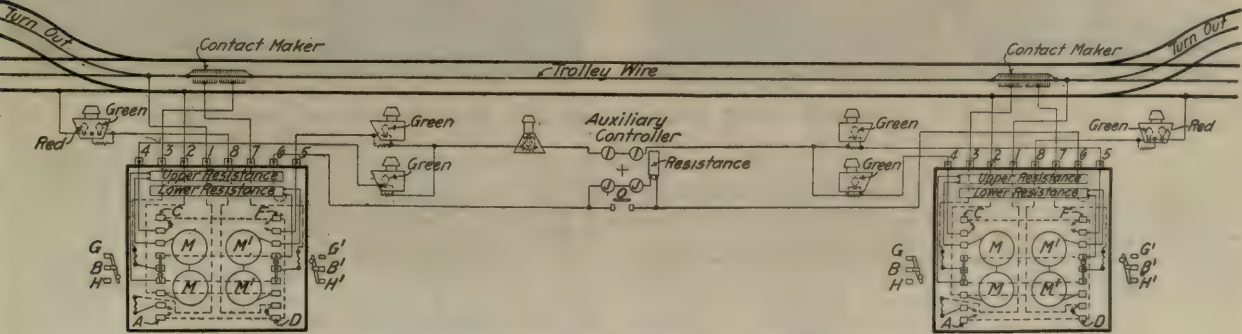 Turn Out
Contact Maker
Trolley Wire
Contact Maker
Turn Out
Red
Green
Green
Green
Auxiliary Controller
Resistance
Green
Green
Green
Red
4 3 2 1 8 7 6 5
Upper Resistance
Lower Resistance
C F
M M'
M M'
G B H
G' B' H'
A D
O
4 3 2 1 8 7 6 5
Upper Resistance
Lower Resistance
C F
M M'
M M'
G B H
G' B' H'
A D